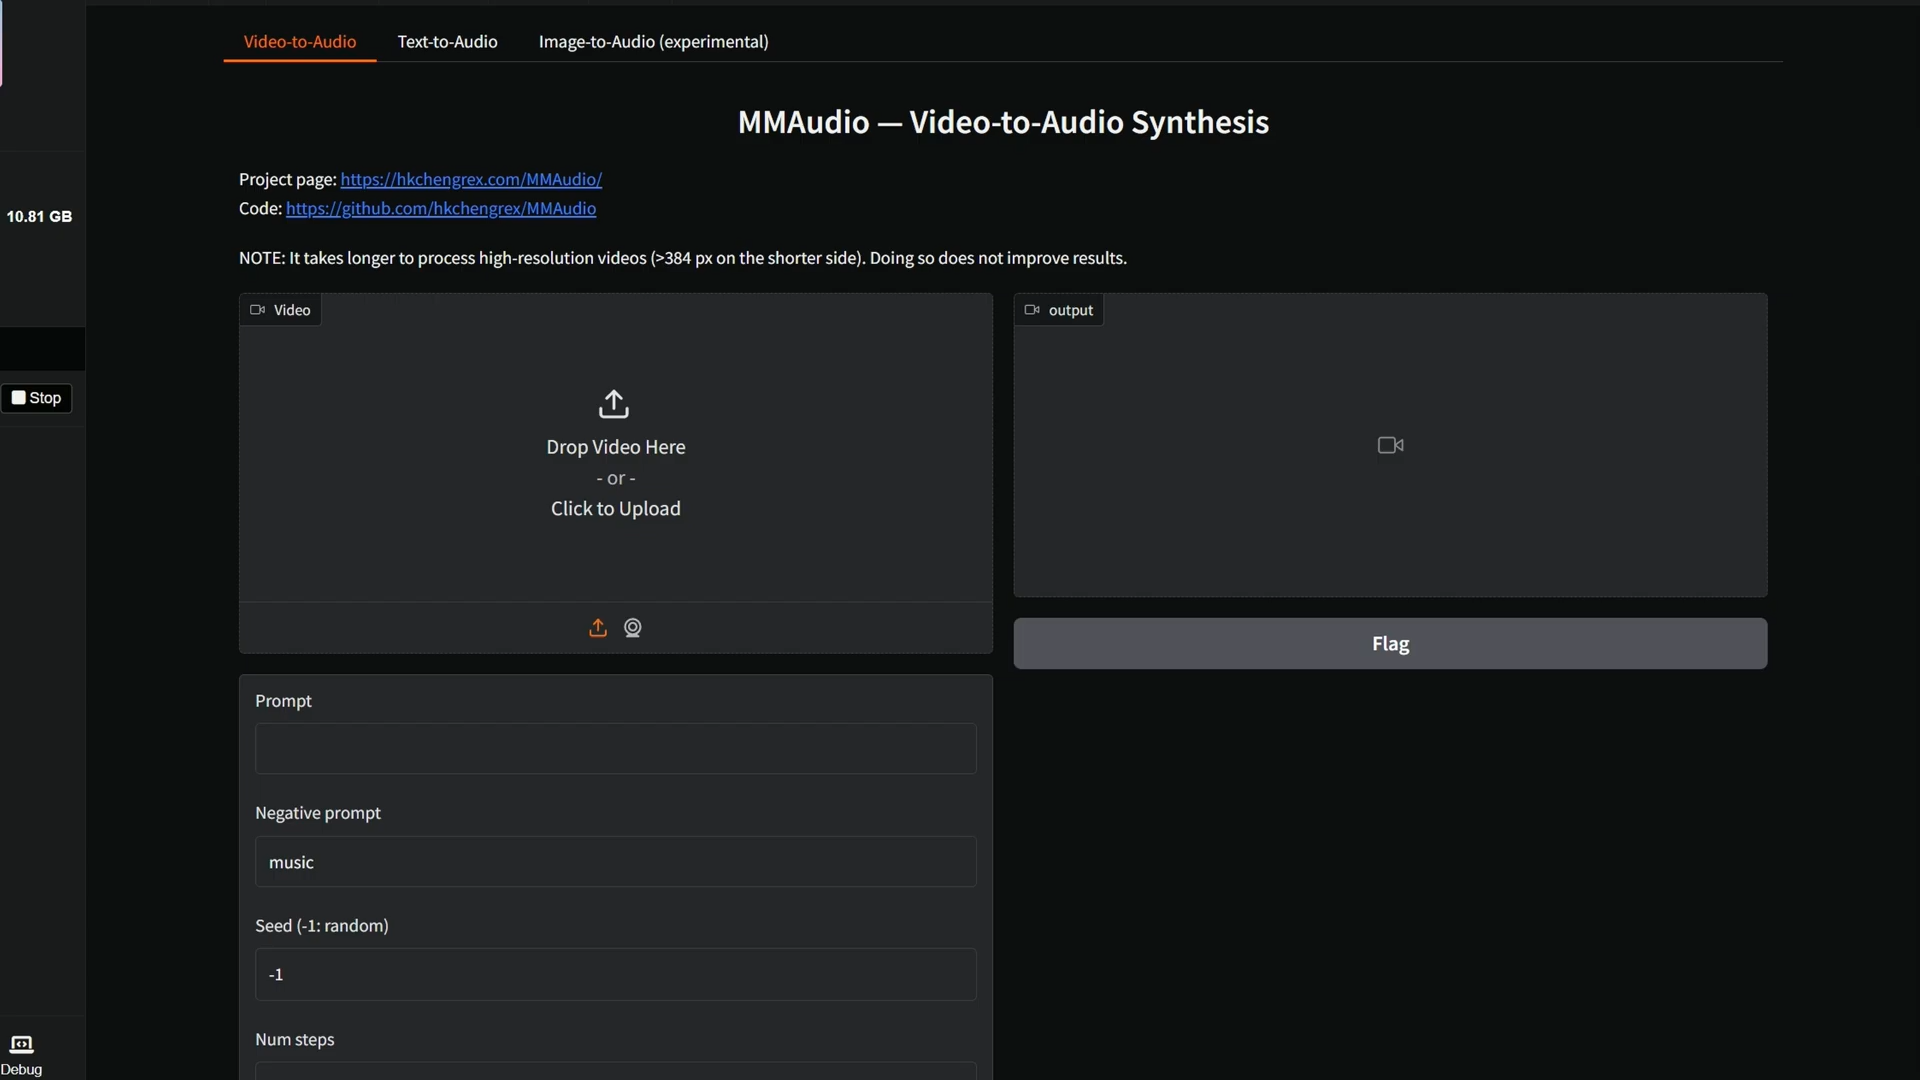 Video-to-Audio Text-to-Audio Image-to-Audio (experimental)
MMAudio — Video-to-Audio Synthesis
Project page: https://hkchengrex.com/MMAudio/
Code: https://github.com/hkchengrex/MMAudio
10.81 GB
NOTE: It takes longer to process high-resolution videos (>384 px on the shorter side). Doing so does not improve results.
Video
output
Stop
Drop Video Here
- or -
Click to Upload
Flag
Prompt
Negative prompt
music
Seed (-1: random)
-1
Num steps
Debug